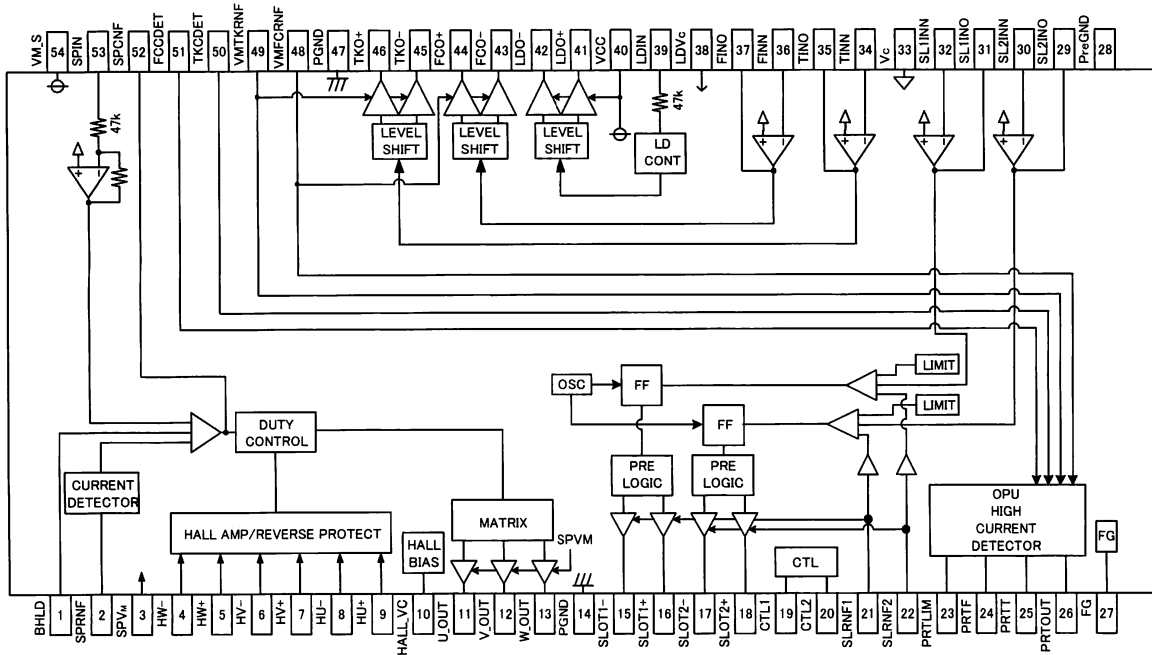 VM_S
54
SPIN
53
SPCNF
52
FCCDET
51
TKCDET
50
VMTKRNF
49
VMFCRNF
48
PGND
47
TKO+
46
TKO-
45
FCO+
44
FCO-
43
LDO-
42
LDO+
41
VCC
40
LDIN
39
LDVc
38
FINO
37
FINN
36
TINO
35
TINN
34
Vc
33
SL1INN
32
SL1INO
31
SL2INN
30
SL2INO
29
PreGND
28
47k
47k
+
-
LEVEL
SHIFT
LEVEL
SHIFT
LEVEL
SHIFT
LD
CONT
+
-
+
-
+
-
+
-
OSC
FF
LIMIT
FF
LIMIT
DUTY
CONTROL
CURRENT
DETECTOR
PRE
LOGIC
PRE
LOGIC
HALL AMP/REVERSE PROTECT
HALL
BIAS
MATRIX
SPVM
CTL
OPU
HIGH
CURRENT
DETECTOR
FG
BHLD
1
SPRNIF
2
SPVM
3
HW-
4
HW+
5
HV-
6
HV+
7
HU-
8
HU+
9
HALL_VC
10
U_OUT
11
V_OUT
12
W_OUT
13
PGND
14
SLOT1-
15
SLOT1+
16
SLOT2-
17
SLOT2+
18
CTL1
19
CTL2
20
SLRNF1
21
SLRNF2
22
PRTLIM
23
PRTF
24
PRTT
25
PRTOUT
26
FG
27